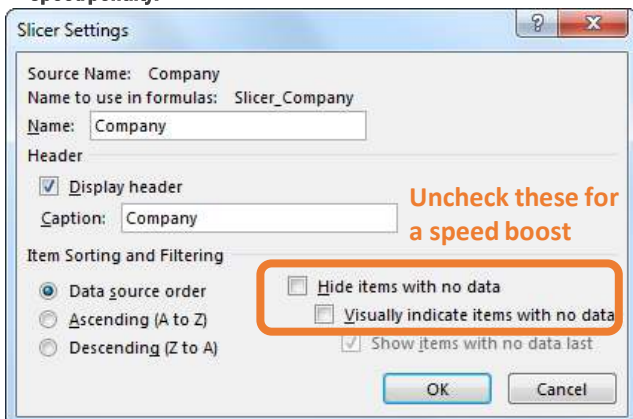 speed penalty.
Slicer Settings
?
X
Source Name: Company
Name to use in formulas: Slicer_Company
Name: Company
Header
Display header
Caption: Company
Uncheck these for
a speed boost
Item Sorting and Filtering
Data source order
Ascending (A to Z)
Descending (Z to A)
Hide items with no data
Visually indicate items with no data
Show items with no data last
OK
Cancel